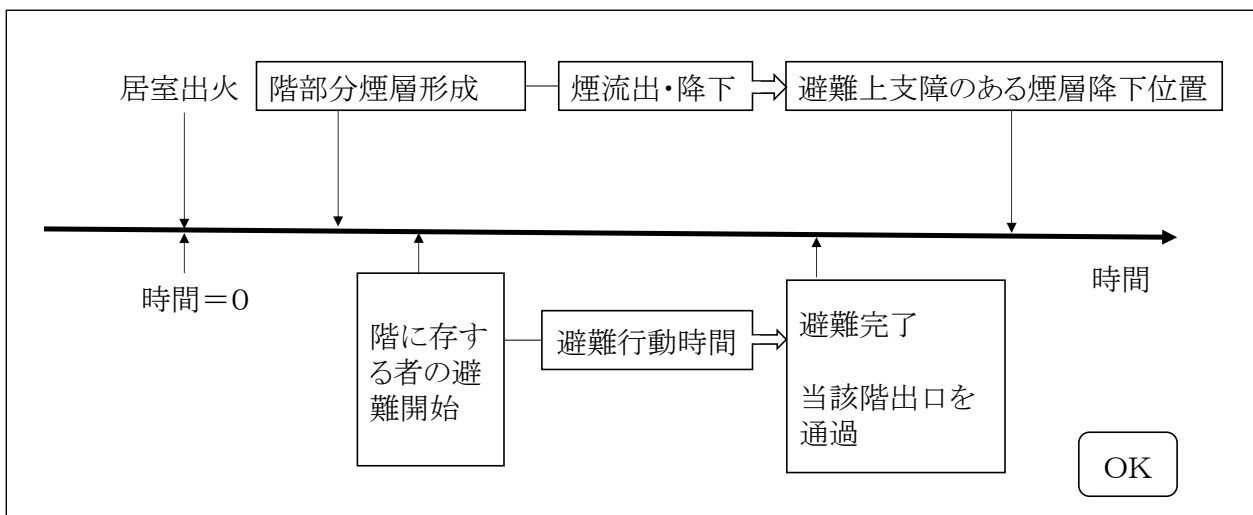 居室出火
階部分煙層形成
煙流出・降下
避難上支障のある煙層降下位置
時間＝0
時間
階に存す
る者の避
難開始
避難行動時間
避難完了
当該階出口を
通過
OK